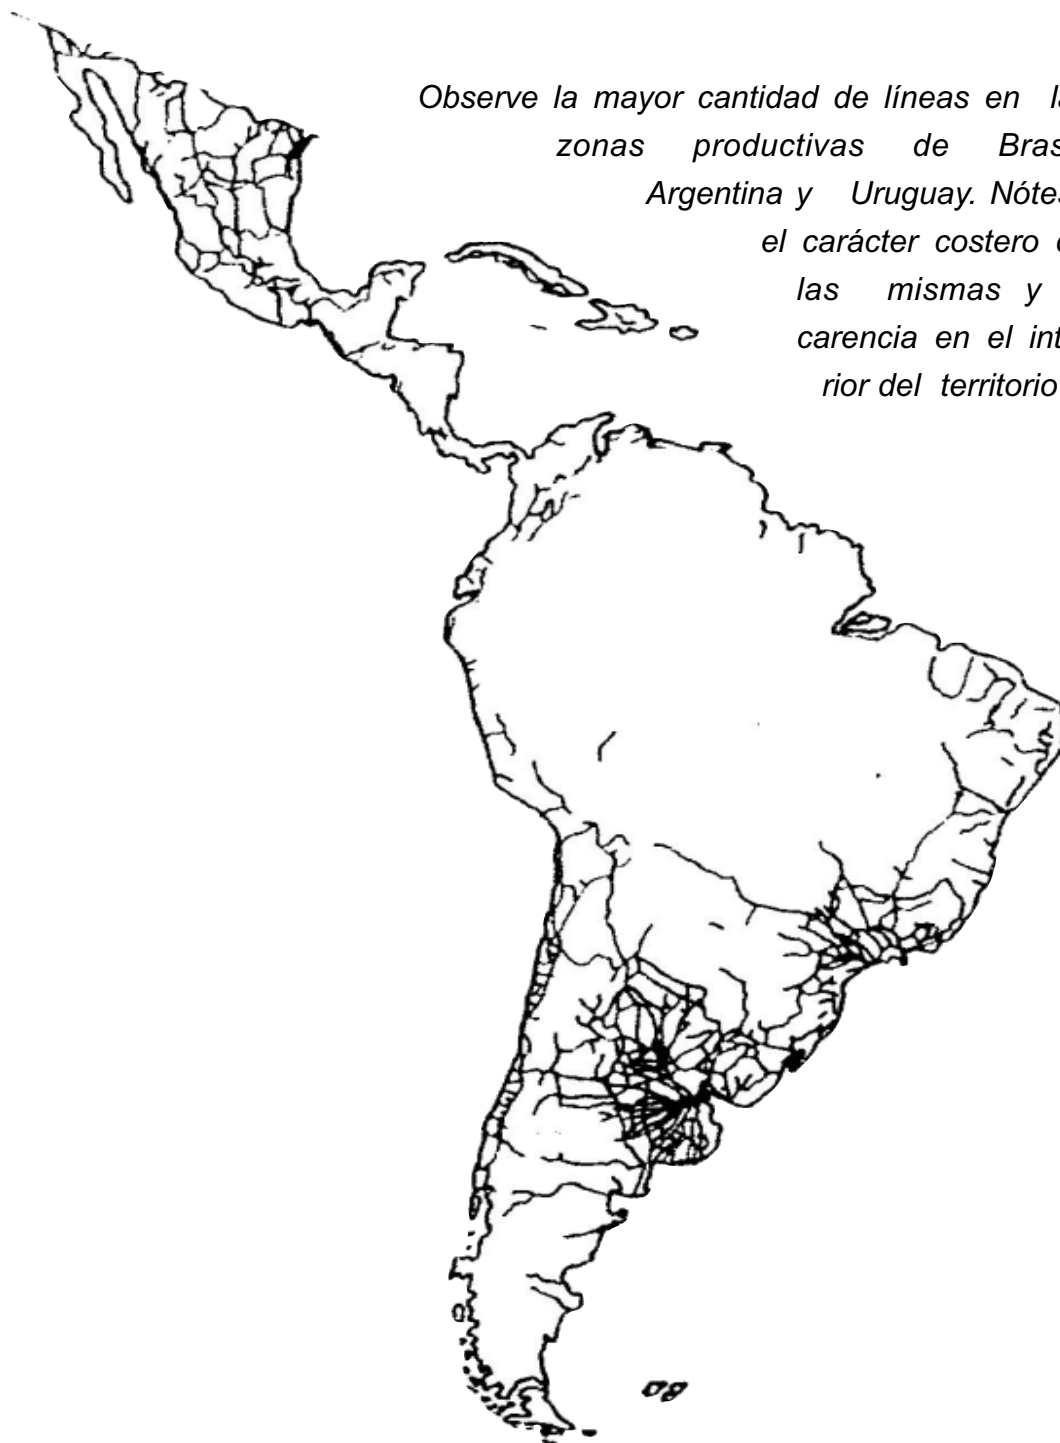 Observe la mayor cantidad de líneas en
zonas productivas de
Argentina y Uruguay.
el carácter costero
las mismas y
carencia en el int
rior del territorio